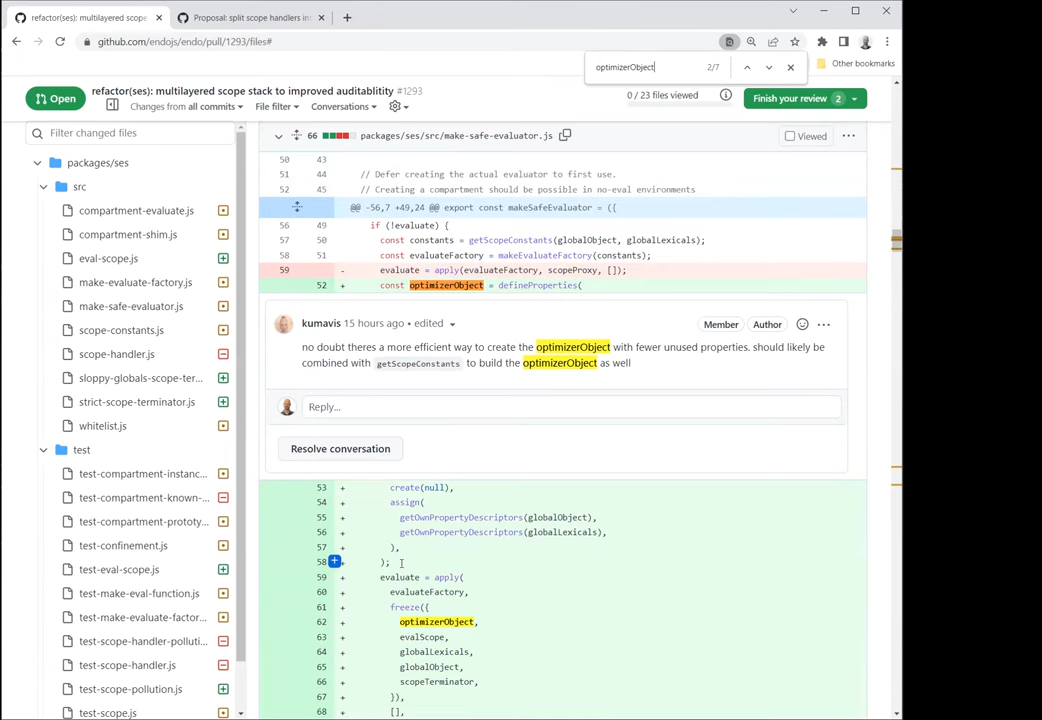 refactor(ses): multilayered scope
Proposal: split scope handlers in
github.com/endojs/endo/pull/1293/files#
optimizerObject 2/7
Other bookmarks
Open
refactor(ses): multilayered scope stack to improved auditablitity #1293
Changes from all commits
File filter
Conversations
0 / 23 files viewed
Finish your review 2
Filter changed files
packages/ses
src
compartment-evaluate.js
compartment-shim.js
eval-scope.js
make-evaluate-factory.js
make-safe-evaluator.js
scope-constants.js
scope-handler.js
sloppy-globals-scope-ter...
strict-scope-terminator.js
whitelist.js
test
test-compartment-instanc...
test-compartment-known-...
test-compartment-prototy...
test-confinement.js
test-eval-scope.js
test-make-eval-function.js
test-make-evaluate-factor...
test-scope-handler-polluti...
test-scope-handler.js
test-scope-pollution.js
test-scope.js
66 packages/ses/src/make-safe-evaluator.js
Viewed
50 43
51 44 // Defer creating the actual evaluator to first use.
52 45 // Creating a compartment should be possible in no-eval environments
@@ -56,7 +49,24 @@ export const makeSafeEvaluator = ({
56 49 if (!evaluate) {
57 50 const constants = getScopeConstants(globalObject, globalLexicals);
58 51 const evaluateFactory = makeEvaluateFactory(constants);
59 - evaluate = apply(evaluateFactory, scopeProxy, []);
52 + const optimizerObject = defineProperties(
kumavis 15 hours ago • edited
Member
Author
no doubt theres a more efficient way to create the optimizerObject with fewer unused properties. should likely be
combined with getScopeConstants to build the optimizerObject as well
Reply...
Resolve conversation
53 + create(null),
54 + assign(
55 + getOwnPropertyDescriptors(globalObject),
56 + getOwnPropertyDescriptors(globalLexicals),
57 + ),
58 + );
59 + evaluate = apply(
60 + evaluateFactory,
61 + freeze({
62 + optimizerObject,
63 + evalScope,
64 + globalLexicals,
65 + globalObject,
66 + scopeTerminator,
67 + }),
68 + [],